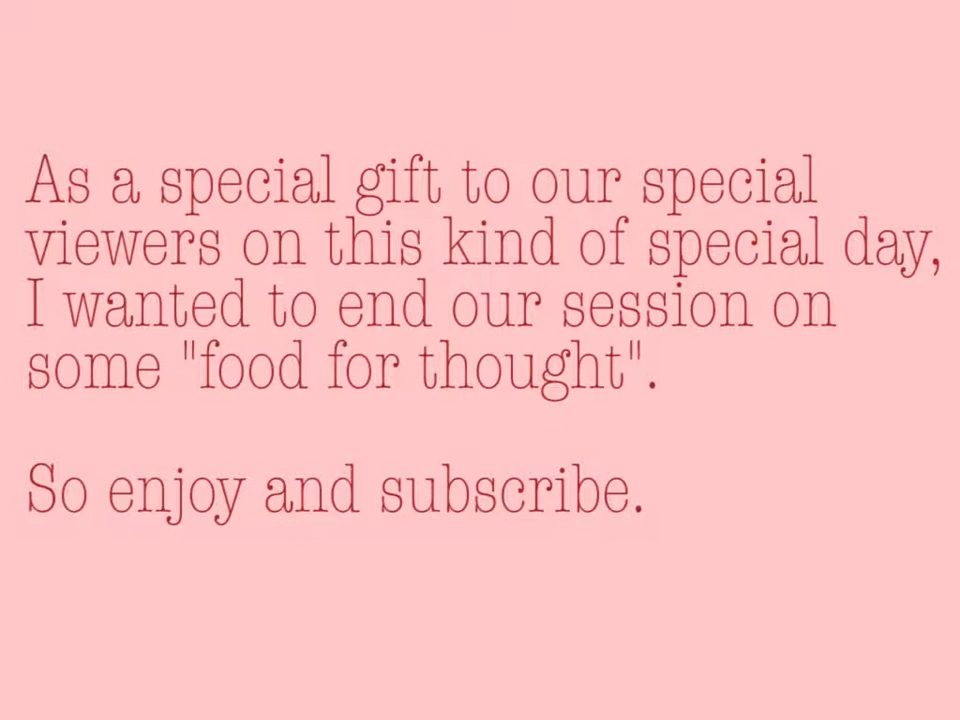 As a special gift to our special
viewers on this kind of special day,
I wanted to end our session on
some "food for thought".
So enjoy and subscribe.